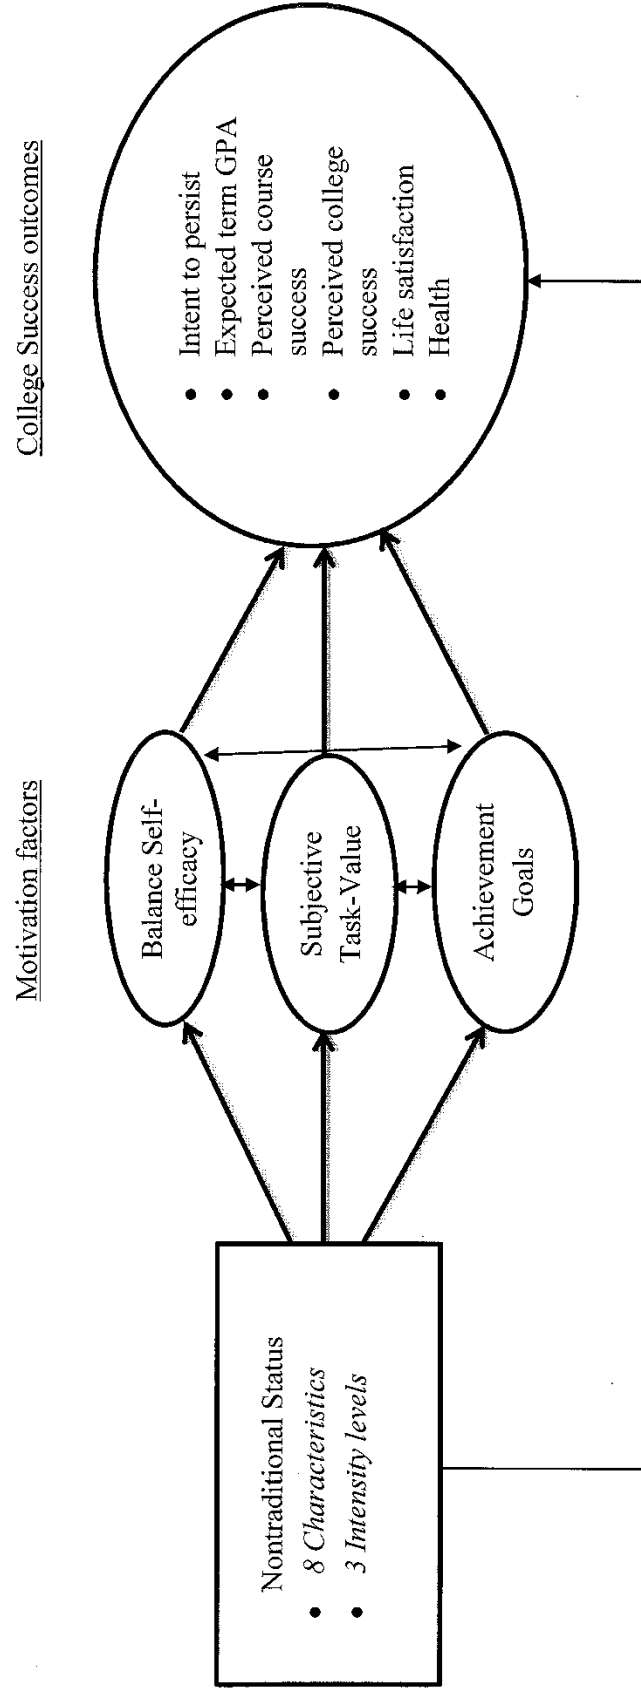 Motivation factors
College Success outcomes
Nontraditional Status
• 8 Characteristics
• 3 Intensity levels
Balance Self-
efficacy
Subjective
Task-Value
Achievement
Goals
• Intent to persist
• Expected term GPA
• Perceived course
success
• Perceived college
success
• Life satisfaction
• Health